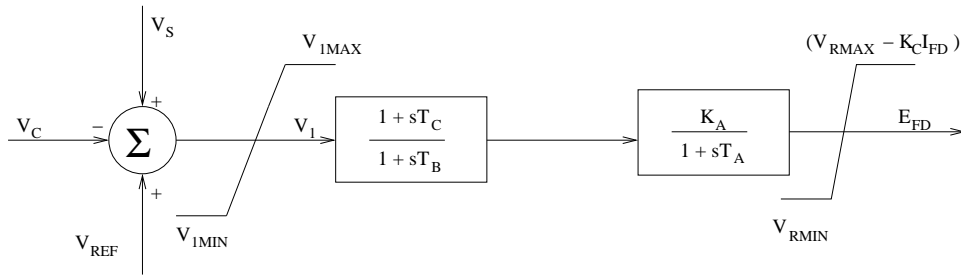 V_S
V_1MAX
(V_RMAX – K_C I_FD )
+
V_C
–
Σ
V_1
1 + sT_C
1 + sT_B
K_A
1 + sT_A
E_FD
+
V_1MIN
V_RMIN
V_REF